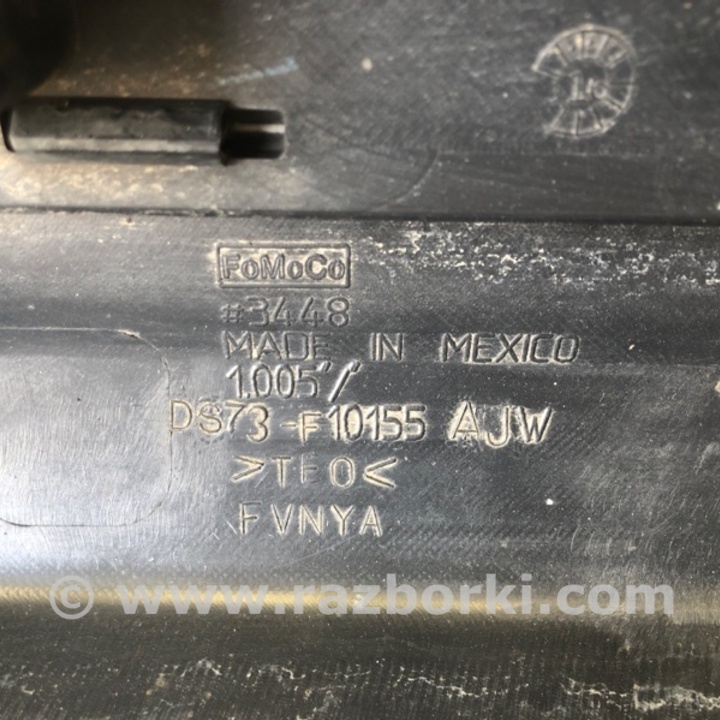 FoMoCo
#3448
MADE IN MEXICO
1.005"/"
DS73-F10155 AJW
>TEO<
FVNYA
© www.razborki.com